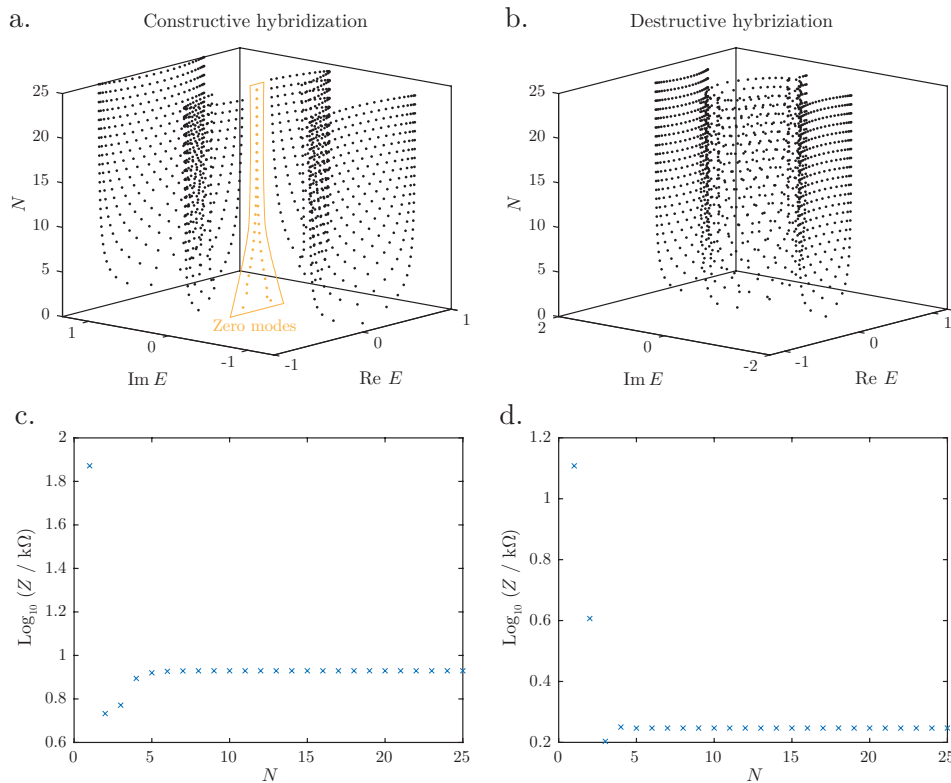 a.
Constructive hybridization
25
20
15
10
5
0
N
1
0
-1
Im E
-1
0
1
Re E
Zero modes
b.
Destructive hybriziation
25
20
15
10
5
0
N
2
0
-2
Im E
-1
0
1
Re E
c.
2
1.8
1.6
1.4
1.2
1
0.8
0.6
Log₁₀ (Z / kΩ)
0 5 10 15 20 25
N
d.
1.2
1
0.8
0.6
0.4
0.2
Log₁₀ (Z / kΩ)
0 5 10 15 20 25
N